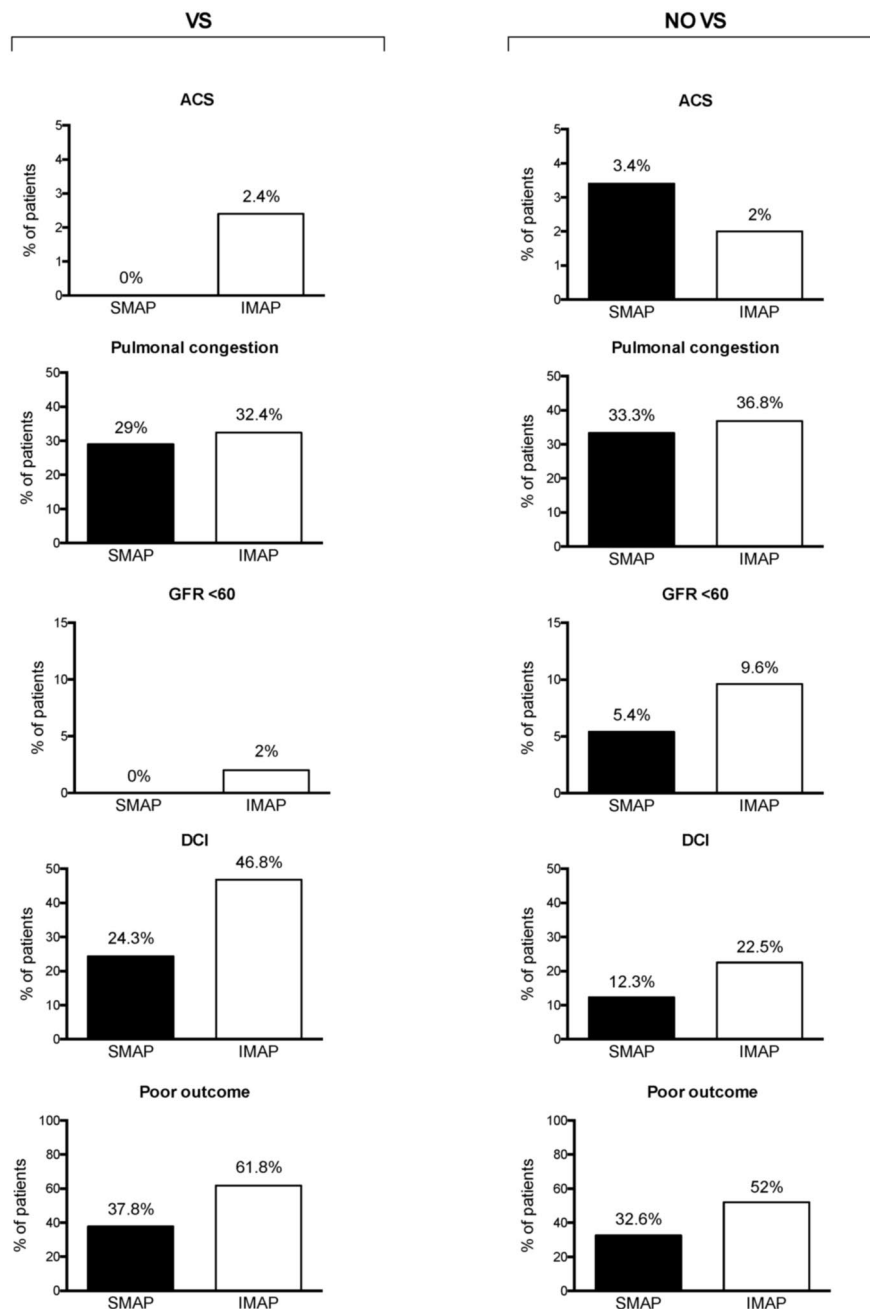 VS
NO VS
ACS
% of patients
5
4
3
2
1
0
0%
2.4%
SMAP
IMAP
ACS
% of patients
5
4
3
2
1
0
3.4%
2%
SMAP
IMAP
Pulmonal congestion
% of patients
50
40
30
20
10
0
29%
32.4%
SMAP
IMAP
Pulmonal congestion
% of patients
50
40
30
20
10
0
33.3%
36.8%
SMAP
IMAP
GFR <60
% of patients
15
10
5
0
0%
2%
SMAP
IMAP
GFR <60
% of patients
15
10
5
0
5.4%
9.6%
SMAP
IMAP
DCI
% of patients
50
40
30
20
10
0
24.3%
46.8%
SMAP
IMAP
DCI
% of patients
50
40
30
20
10
0
12.3%
22.5%
SMAP
IMAP
Poor outcome
% of patients
100
80
60
40
20
0
37.8%
61.8%
SMAP
IMAP
Poor outcome
% of patients
100
80
60
40
20
0
32.6%
52%
SMAP
IMAP